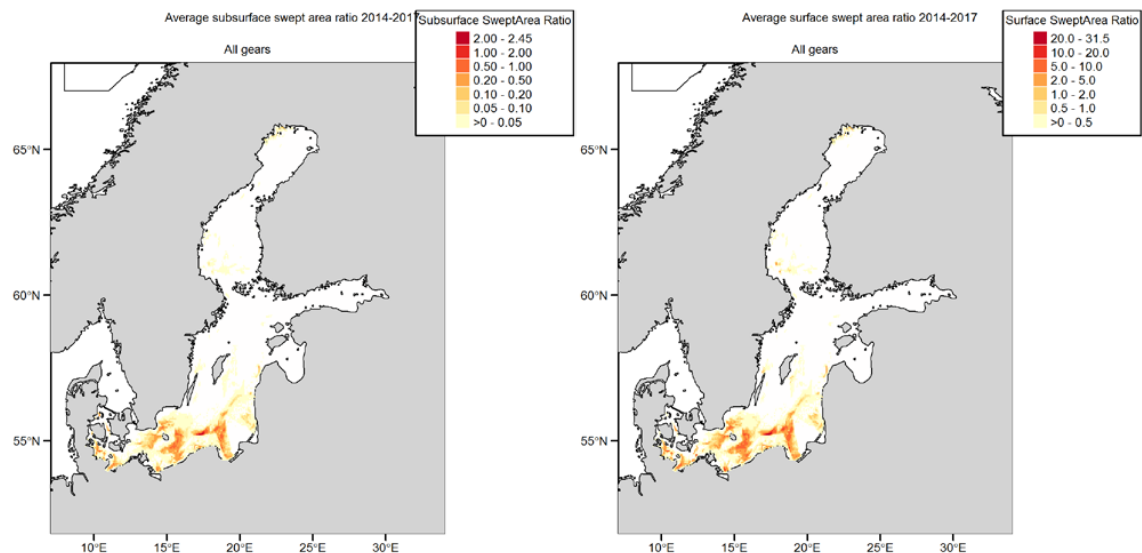 Average subsurface swept area ratio 2014-2017
Subsurface SweptArea Ratio
2.00 - 2.45
1.00 - 2.00
0.50 - 1.00
0.20 - 0.50
0.10 - 0.20
0.05 - 0.10
>0 - 0.05
All gears
65°N
60°N
55°N
10°E 15°E 20°E 25°E 30°E
Average surface swept area ratio 2014-2017
Surface SweptArea Ratio
20.0 - 31.5
10.0 - 20.0
5.0 - 10.0
2.0 - 5.0
1.0 - 2.0
0.5 - 1.0
>0 - 0.5
All gears
65°N
60°N
55°N
10°E 15°E 20°E 25°E 30°E